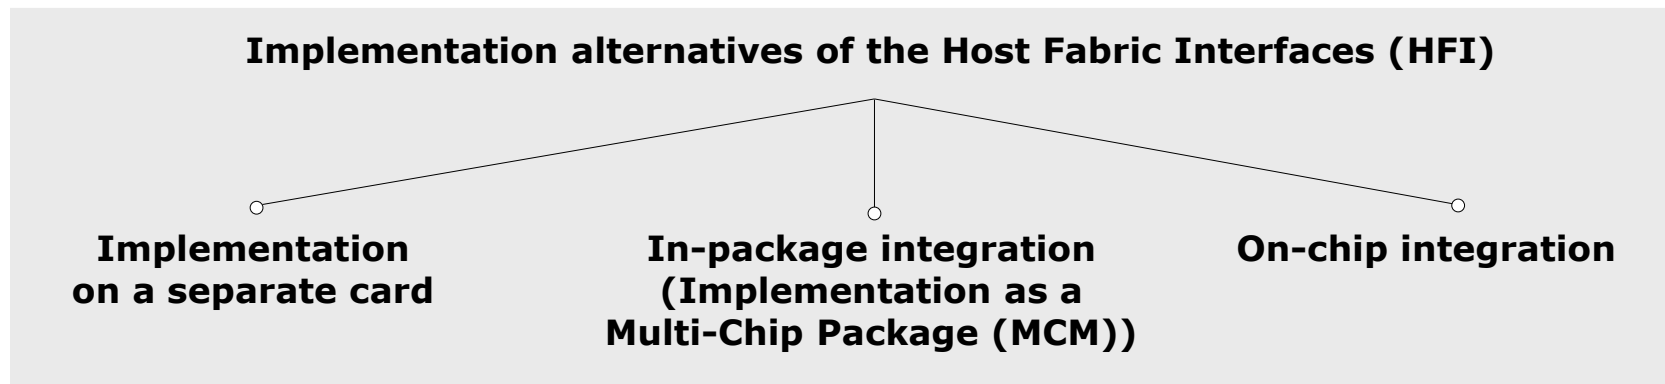 Implementation alternatives of the Host Fabric Interfaces (HFI)
Implementation
on a separate card
In-package integration
(Implementation as a
Multi-Chip Package (MCM))
On-chip integration